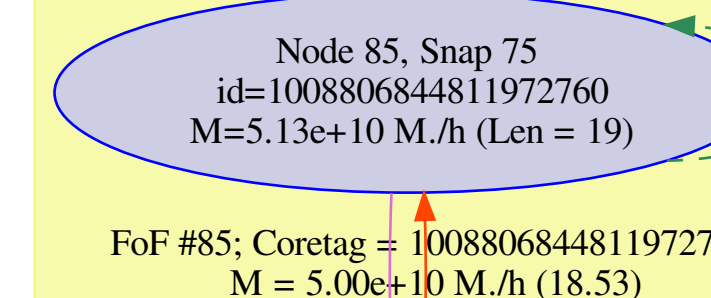 Node 85, Snap 75
id=1008806844811972760
M=5.13e+10 M./h (Len = 19)
FoF #85; Coretag = 10088068448119727
M = 5.00e+10 M./h (18.53)